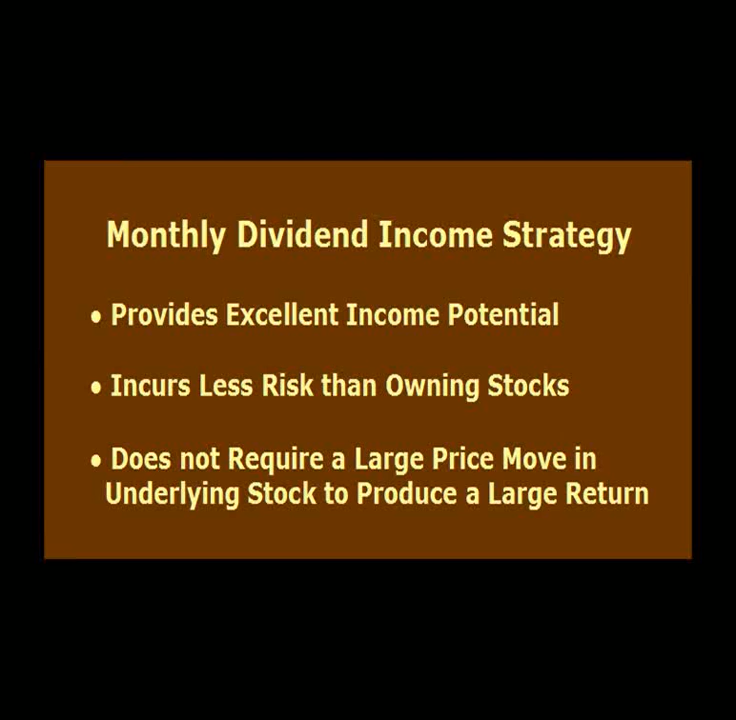 Monthly Dividend Income Strategy
• Provides Excellent Income Potential
• Incurs Less Risk than Owning Stocks
• Does not Require a Large Price Move in
Underlying Stock to Produce a Large Return